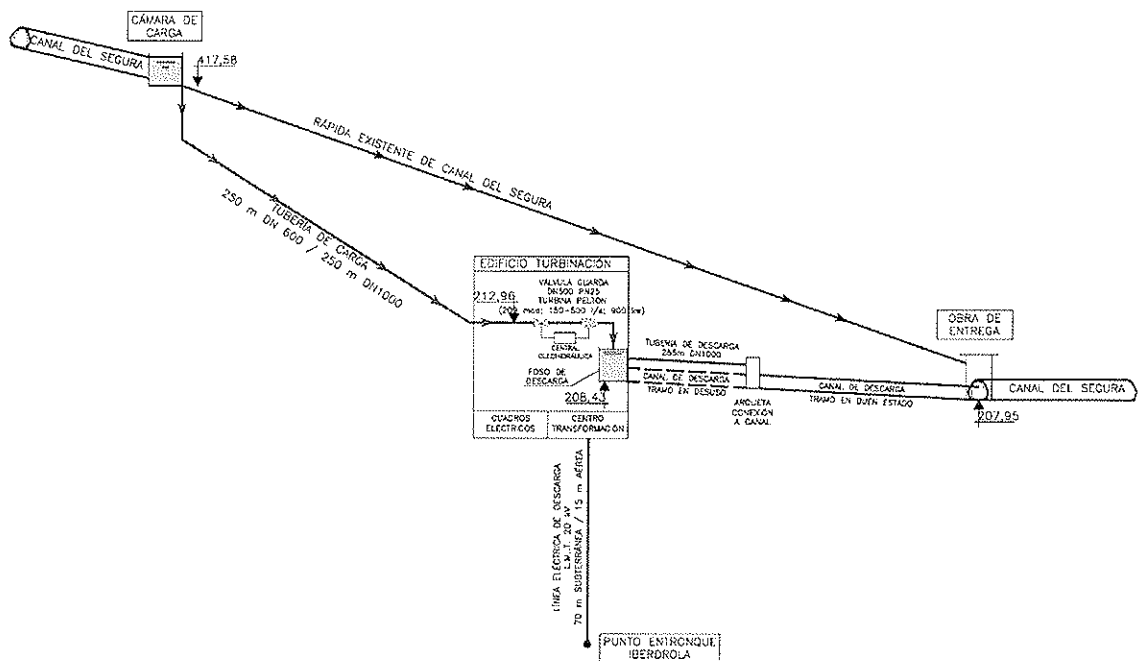 CÁMARA DE
CARGA
CANAL DEL SEGURA
417,58
RÁPIDA EXISTENTE DE CANAL DEL SEGURA
TUBERÍA DE CARGA
250 m DN 600 / 250 m DN1000
EDIFICIO TURBINACIÓN
VÁLVULA GUARDA
DN500 PN25
TURBINA PELTON
212,96
CENTRAL
OLEOHIDRÁULICA
FOSO DE
DESCARGA
208,43
CUADROS
ELÉCTRICOS
CENTRO
TRANSFORMACIÓN
TUBERÍA DE DESCARGA
265m DN1000
CANAL DE DESCARGA
TRAMO EN DESUSO
ARQUETA
CONEXIÓN
A CANAL
CANAL DE DESCARGA
TRAMO EN BUEN ESTADO
OBRA DE
ENTREGA
CANAL DEL SEGURA
207,95
LÍNEA ELÉCTRICA DE DESCARGA
L.M.T. 20 kV
70 m SUBTERRÁNEA / 15 m AÉREA
PUNTO ENTRONQUE
IBERDROLA